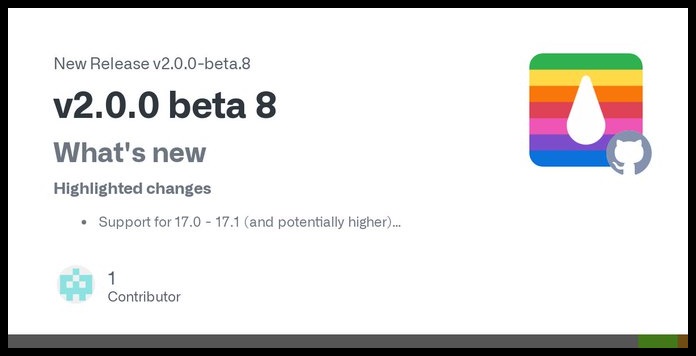 New Release v2.0.0-beta.8
v2.0.0 beta 8
What's new
Highlighted changes
• Support for 17.0 - 17.1 (and potentially higher)...
1
Contributor